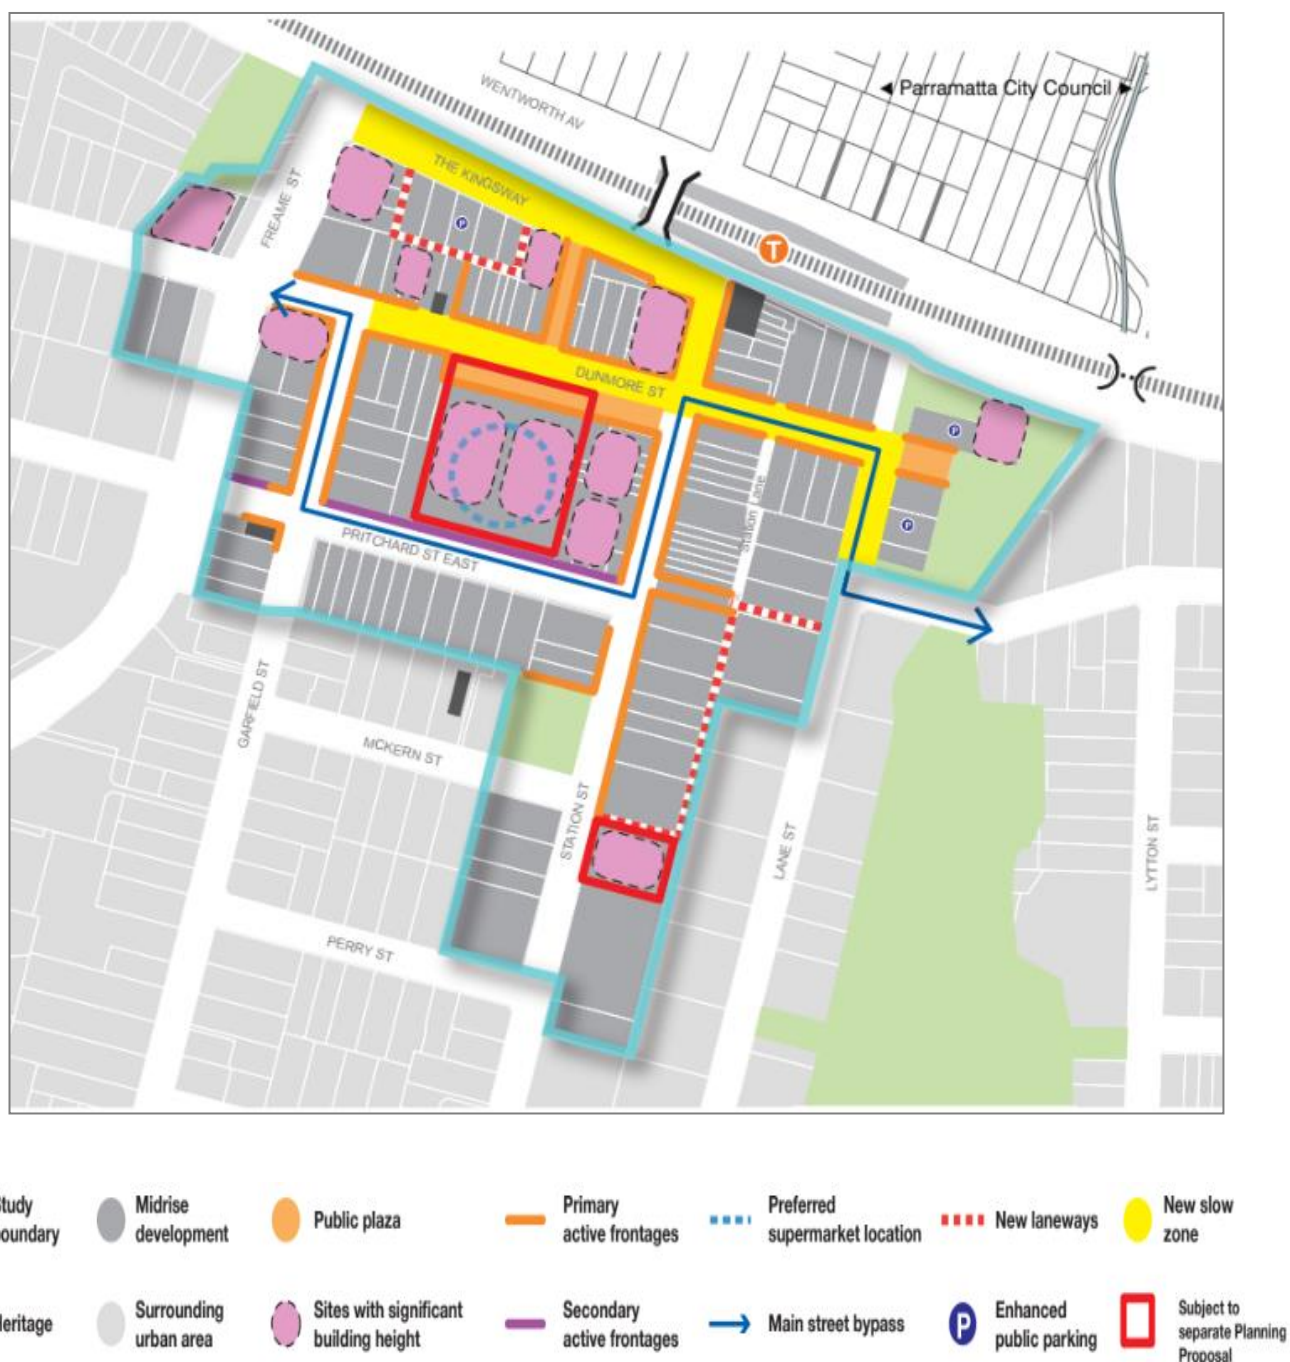 WENTWORTH AV
◄ Parramatta City Council ►
THE KINGSWAY
FREAME ST
P
T
DUNMORE ST
P
Station Lane
P
PRITCHARD ST EAST
GARFIELD ST
MCKERN ST
STATION ST
LANE ST
LYTTON ST
PERRY ST
Midrise
development
Public plaza
Primary
active frontages
Preferred
supermarket location
New laneways
New slow
zone
Surrounding
urban area
Sites with significant
building height
Secondary
active frontages
Main street bypass
P
Enhanced
public parking
Subject to
separate Planning
Proposal